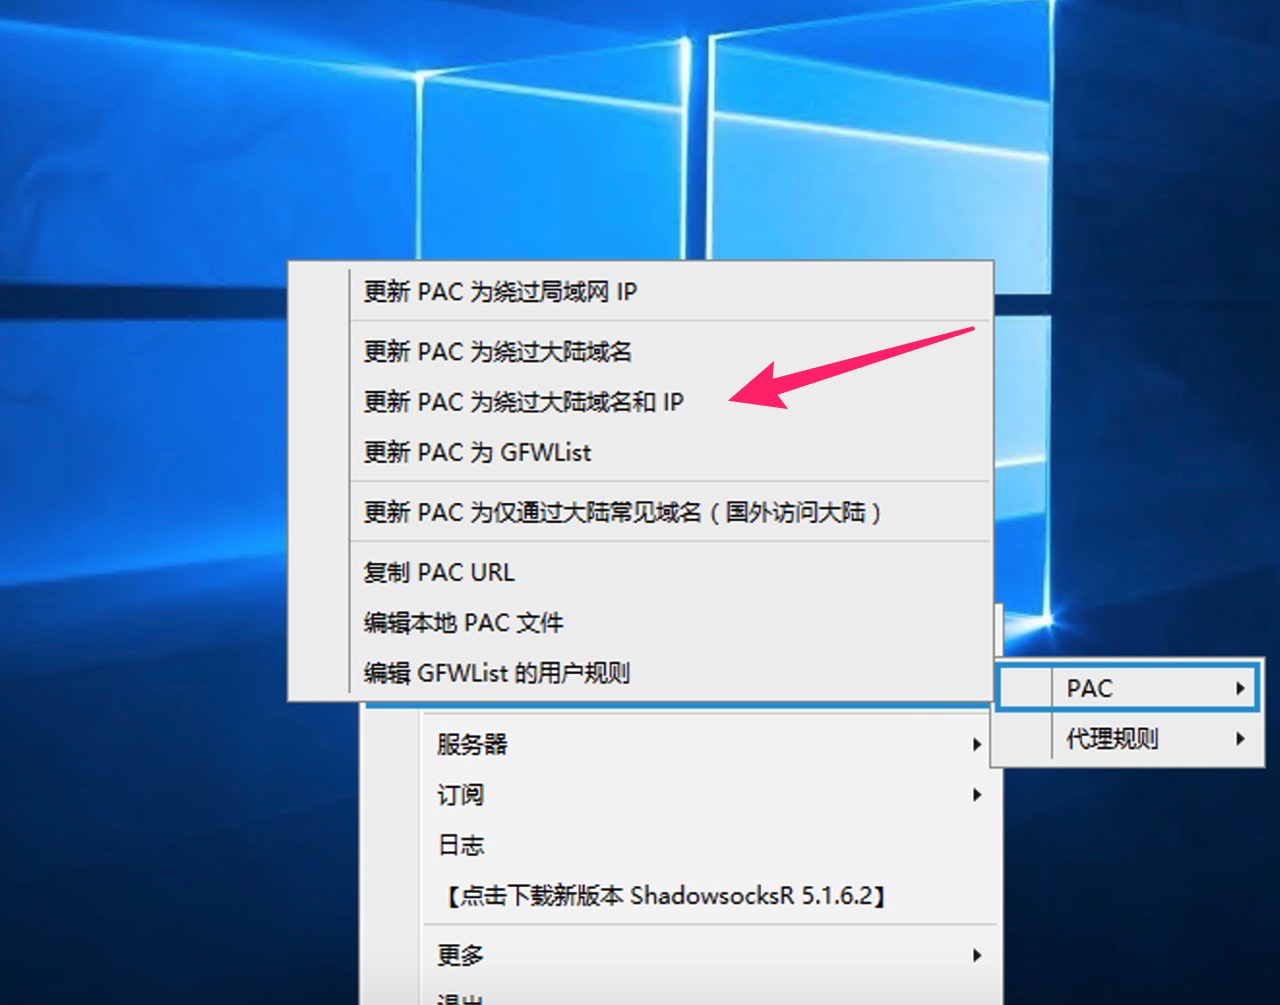 更新 PAC 为绕过局域网 IP
更新 PAC 为绕过大陆域名
更新 PAC 为绕过大陆域名和 IP
更新 PAC 为 GFWList
更新 PAC 为仅通过大陆常见域名（国外访问大陆）
复制 PAC URL
编辑本地 PAC 文件
编辑 GFWList 的用户规则
PAC
代理规则
服务器
订阅
日志
【点击下载新版本 ShadowsocksR 5.1.6.2】
更多
退出